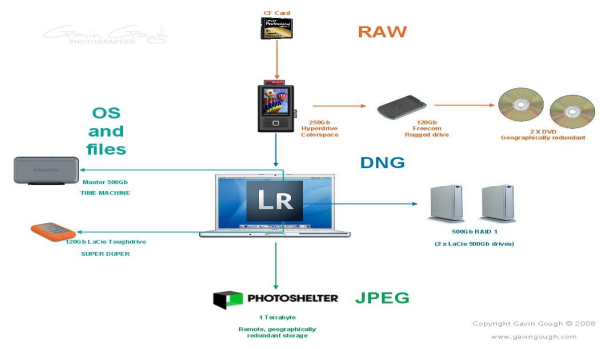 CF Card
Gavin Gough
PHOTOGRAPHER
RAW
Professional
OS
and
files
250Gb
Hyperdrive
Colorspace
120Gb
Freecom
Rugged drive
2 X DVD
Geographically redundant
DNG
Maxtor
Maxtor 500Gb
TIME MACHINE
LR
120Gb LaCie Toughdrive
SUPER DUPER
500Gb RAID 1
(2 x LaCie 500Gb drives)
PHOTOSHELTER
JPEG
1 Terrabyte
Remote, geographically
redundant storage
Copyright Gavin Gough © 2008
www.gavingough.com